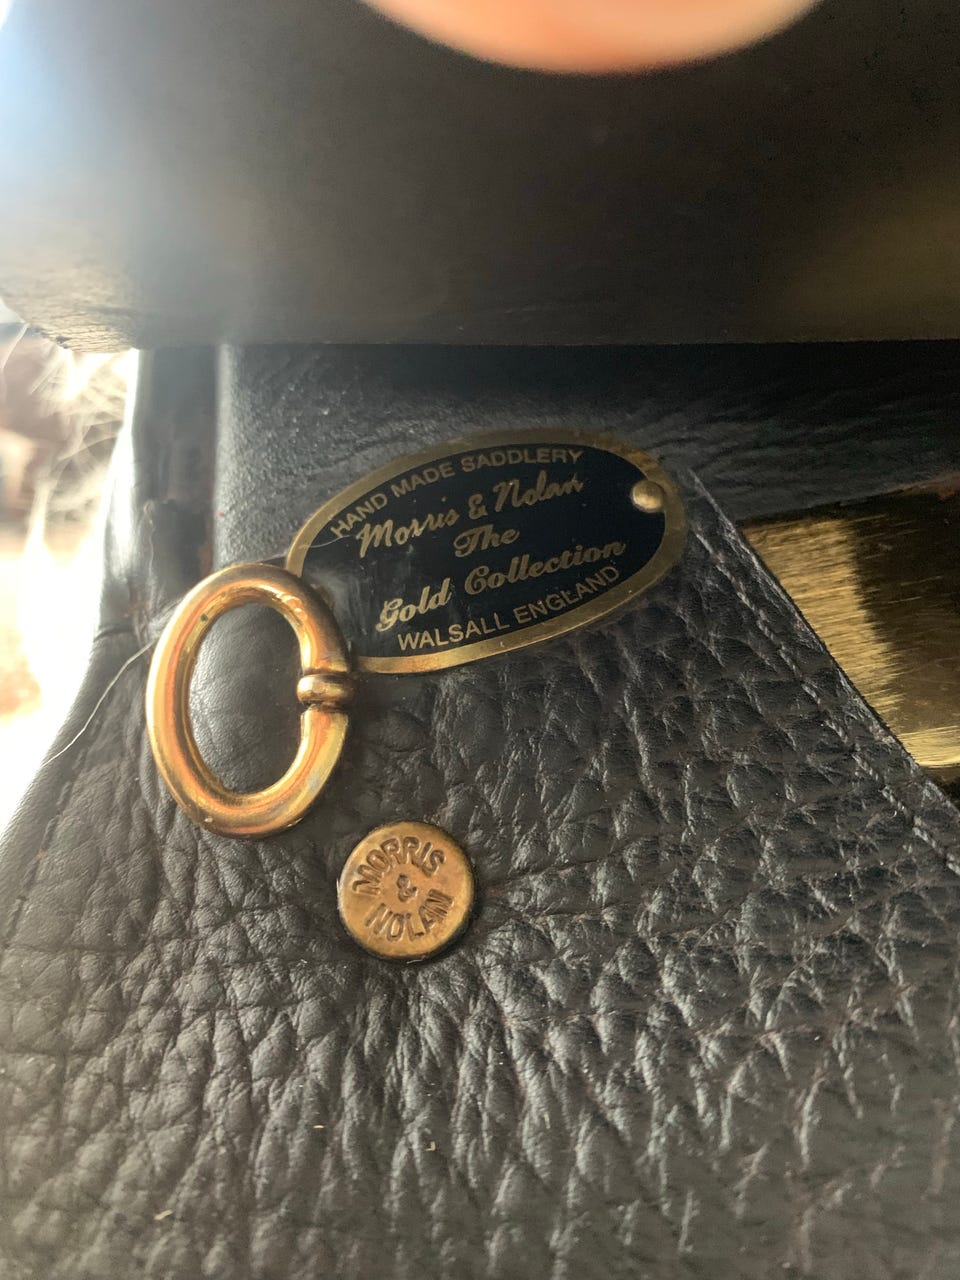 HAND MADE SADDLERY
Morris & Nolan
The
Gold Collection
WALSALL ENGLAND
MORRIS
&
NOLAN